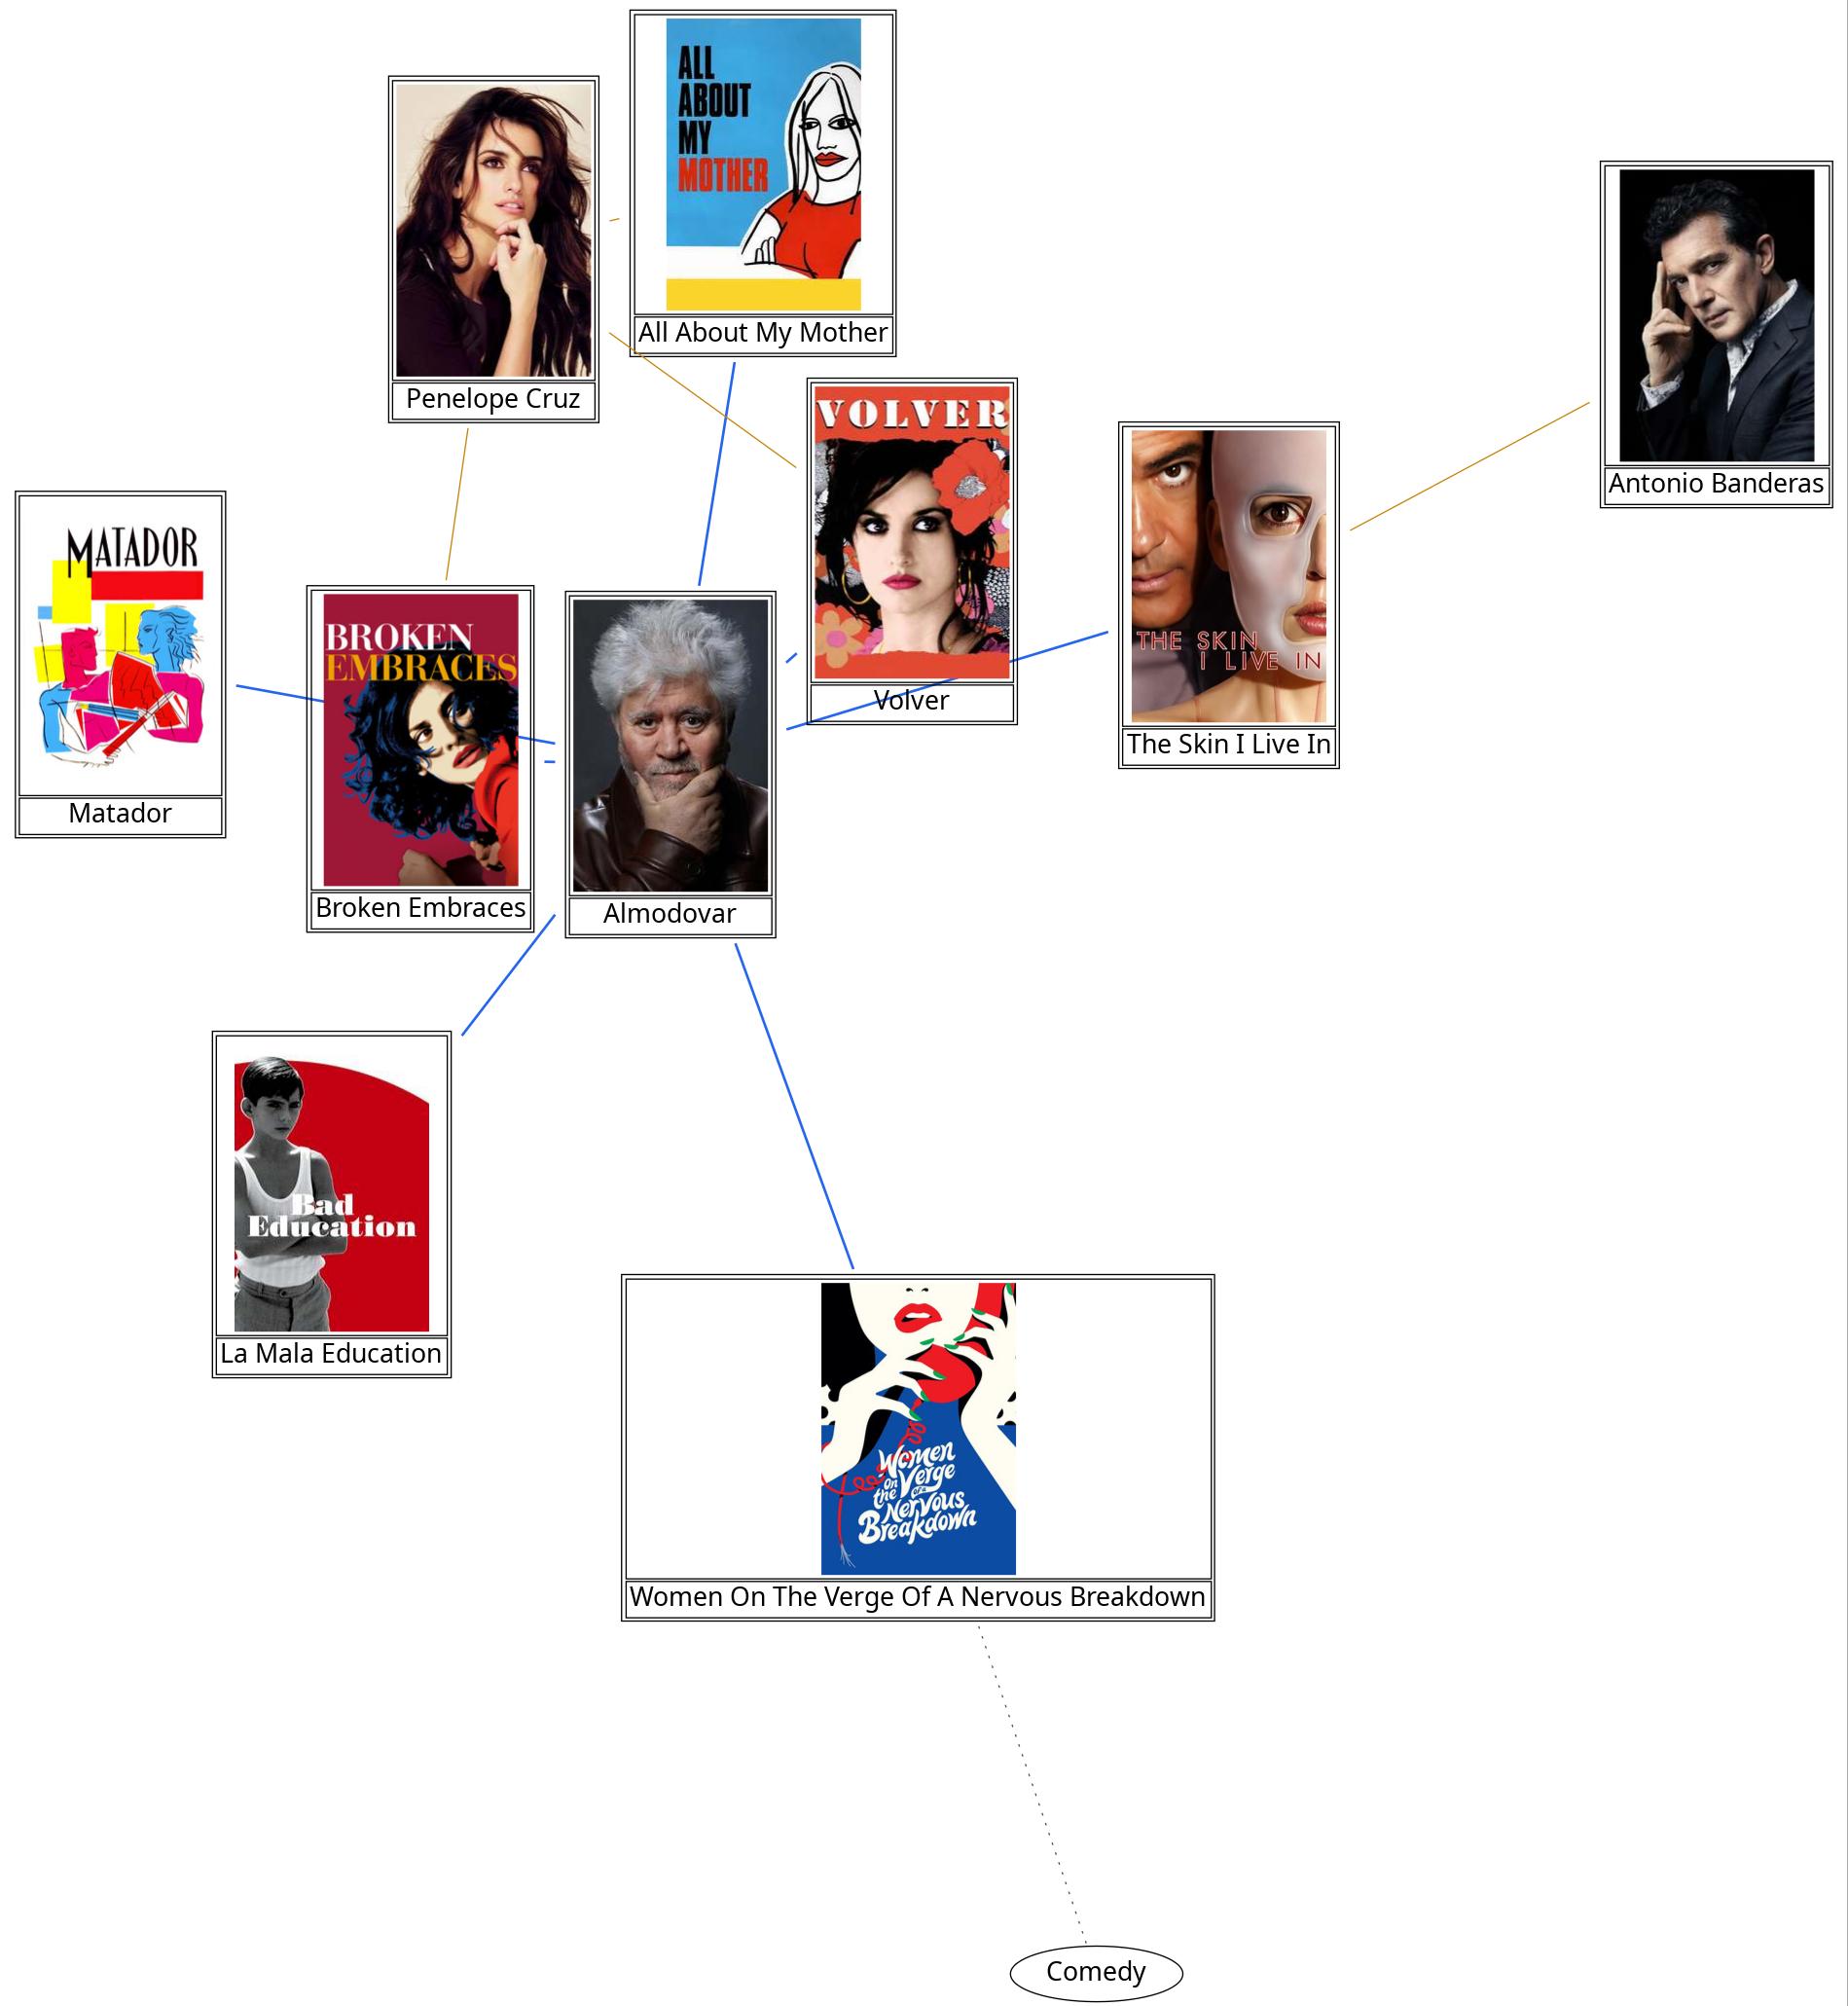 ALL
ABOUT
MY
MOTHER
All About My Mother
Penelope Cruz
Antonio Banderas
VOLVER
Volver
THE SKIN
I LIVE IN
The Skin I Live In
MATADOR
Matador
BROKEN
EMBRACES
Broken Embraces
Almodovar
Bad
Education
La Mala Education
Women
on
the Verge
of a
Nervous
Breakdown
Women On The Verge Of A Nervous Breakdown
Comedy